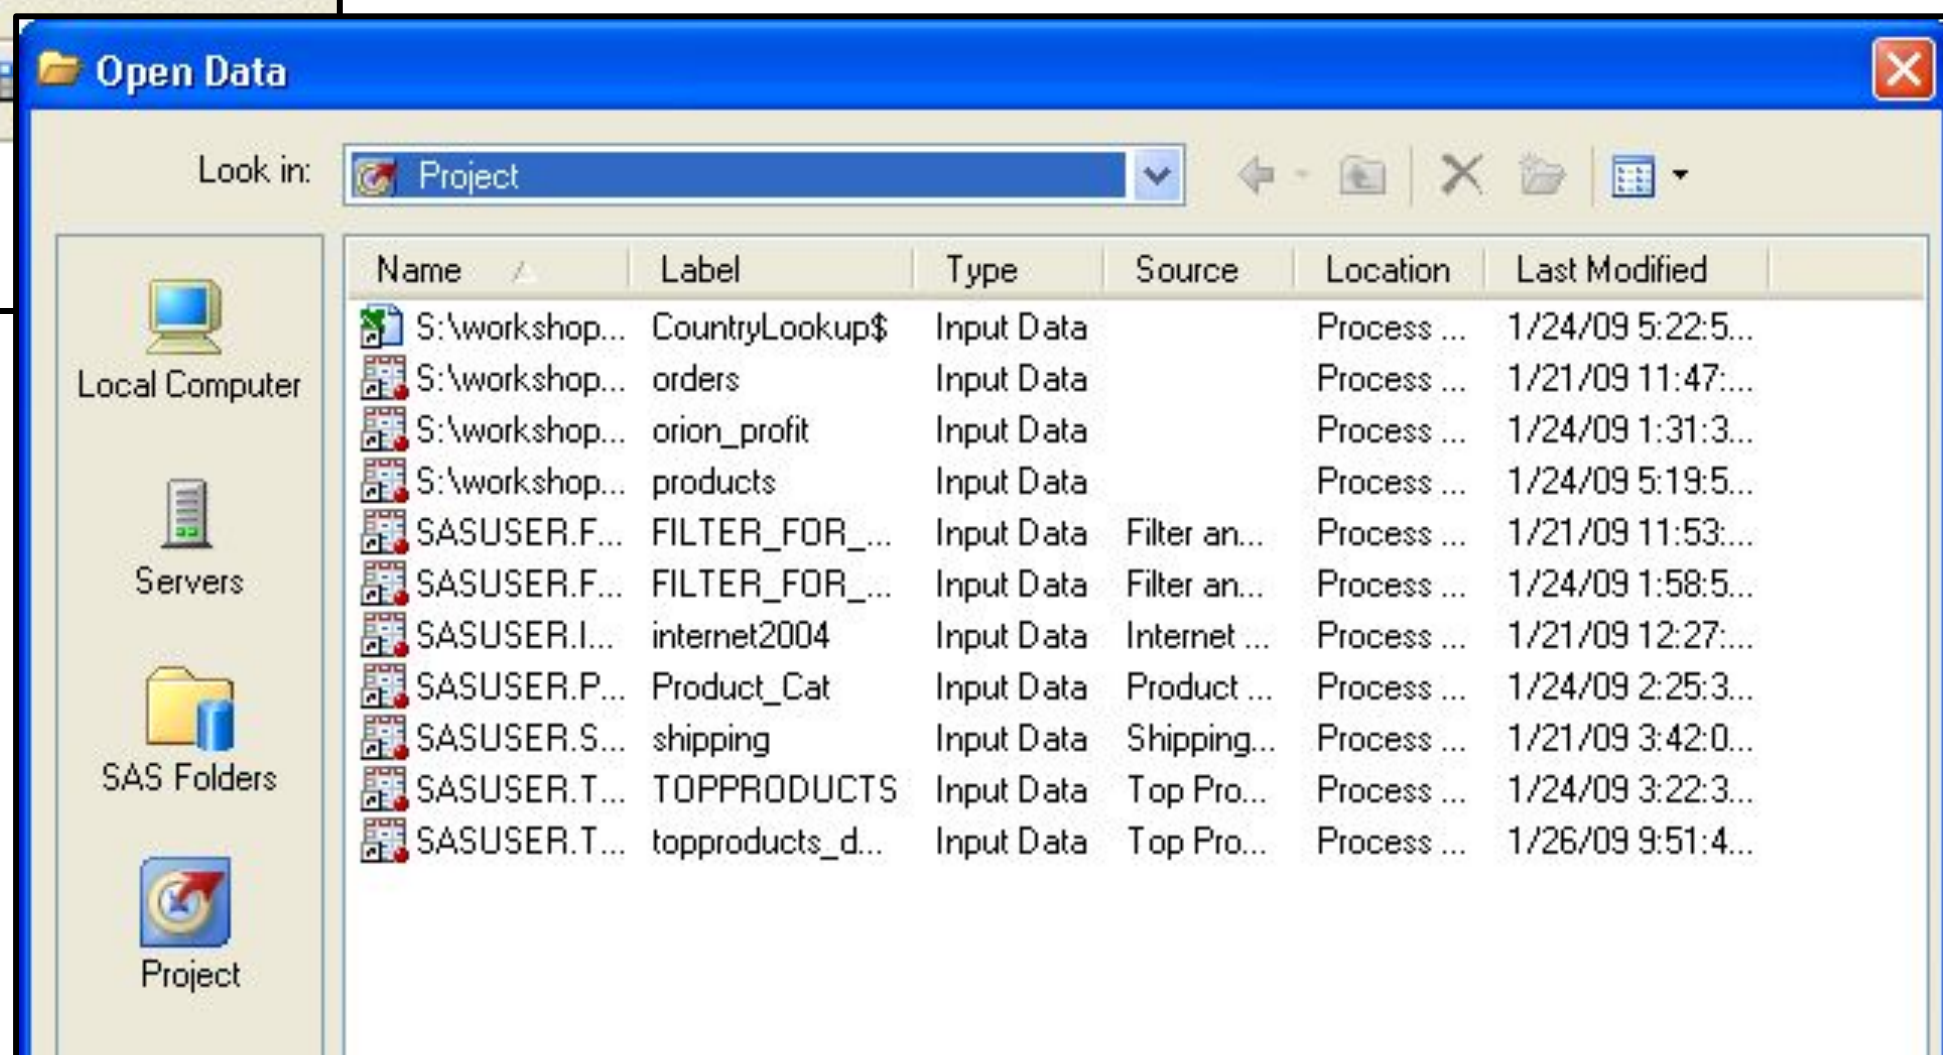 Open Data
Look in: Project
Name Label Type Source Location Last Modified
S:\workshop... CountryLookup$ Input Data Process ... 1/24/09 5:22:5...
S:\workshop... orders Input Data Process ... 1/21/09 11:47:...
S:\workshop... orion_profit Input Data Process ... 1/24/09 1:31:3...
S:\workshop... products Input Data Process ... 1/24/09 5:19:5...
SASUSER.F... FILTER_FOR_... Input Data Filter an... Process ... 1/21/09 11:53:...
SASUSER.F... FILTER_FOR_... Input Data Filter an... Process ... 1/24/09 1:58:5...
SASUSER.I... internet2004 Input Data Internet ... Process ... 1/21/09 12:27:...
SASUSER.P... Product_Cat Input Data Product ... Process ... 1/24/09 2:25:3...
SASUSER.S... shipping Input Data Shipping... Process ... 1/21/09 3:42:0...
SASUSER.T... TOPPRODUCTS Input Data Top Pro... Process ... 1/24/09 3:22:3...
SASUSER.T... topproducts_d... Input Data Top Pro... Process ... 1/26/09 9:51:4...
Local Computer
Servers
SAS Folders
Project